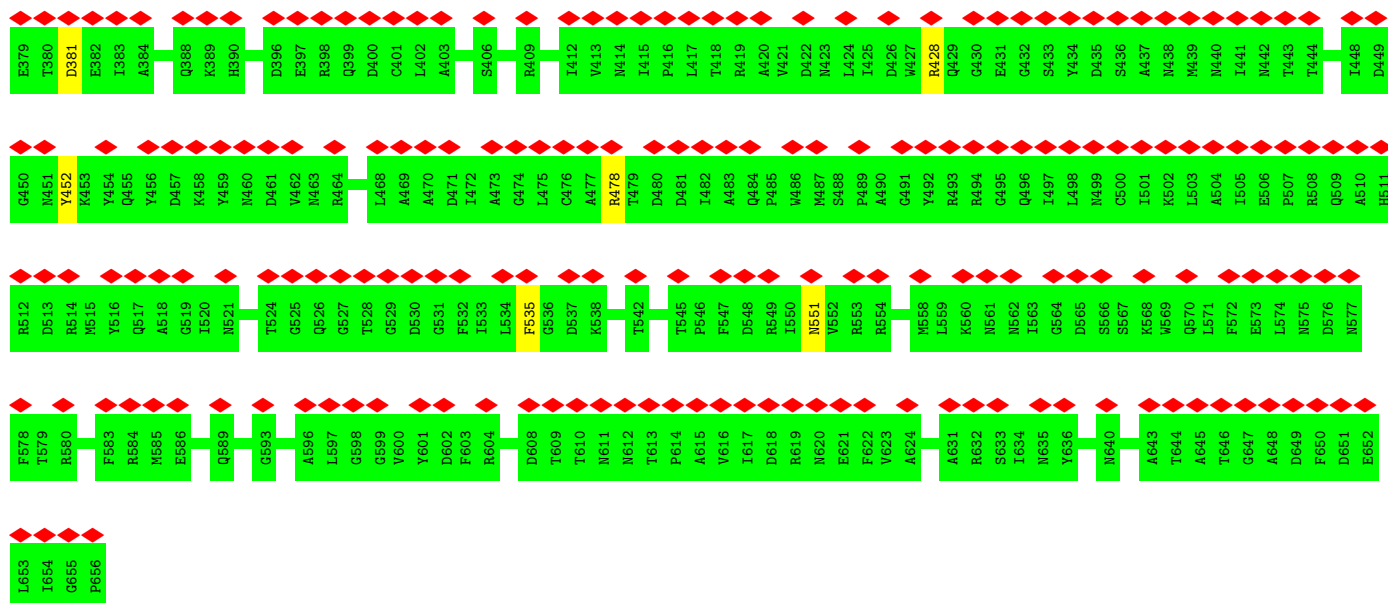 E379 T380 D381 E382 I383 A384 Q388 K389 H390 D396 E397 R398 Q399 D400 C401 L402 A403 S406 R409 I412 V413 N414 I415 P416 L417 T418 R419 A420 V421 D422 N423 L424 I425 D426 W427 R428 Q429 G430 E431 G432 S433 Y434 D435 S436 A437 N438 M439 N440 I441 N442 T443 T444 I448 D449
G450 N451 Y452 K453 Y454 Q455 Y456 D457 K458 Y459 N460 D461 V462 N463 R464 L468 A469 A470 D471 I472 A473 G474 L475 C476 A477 R478 T479 D480 D481 I482 A483 Q484 P485 W486 M487 S488 P489 A490 G491 Y492 R493 R494 G495 Q496 I497 L498 N499 C500 I501 K502 L503 A504 I505 E506 P507 R508 Q509 A510 H511
R512 D513 R514 M515 Y516 Q517 A518 G519 I520 N521 T524 G525 Q526 G527 T528 G529 D530 G531 F532 I533 L534 F535 G536 D537 K538 T542 T545 P546 F547 D548 R549 I550 N551 V552 R553 R554 M558 L559 K560 N561 N562 I563 G564 D565 S566 S567 K568 W569 Q570 L571 F572 E573 L574 N575 D576 N577
F578 T579 R580 F583 R584 M585 E586 Q589 G593 A596 L597 G598 G599 V600 Y601 D602 F603 R604 D608 T609 T610 N611 N612 T613 P614 A615 V616 I617 D618 R619 N620 E621 F622 V623 A624 A631 R632 S633 I634 N635 Y636 N640 A643 T644 A645 T646 G647 A648 D649 F650 D651 E652
L653 I654 G655 P656